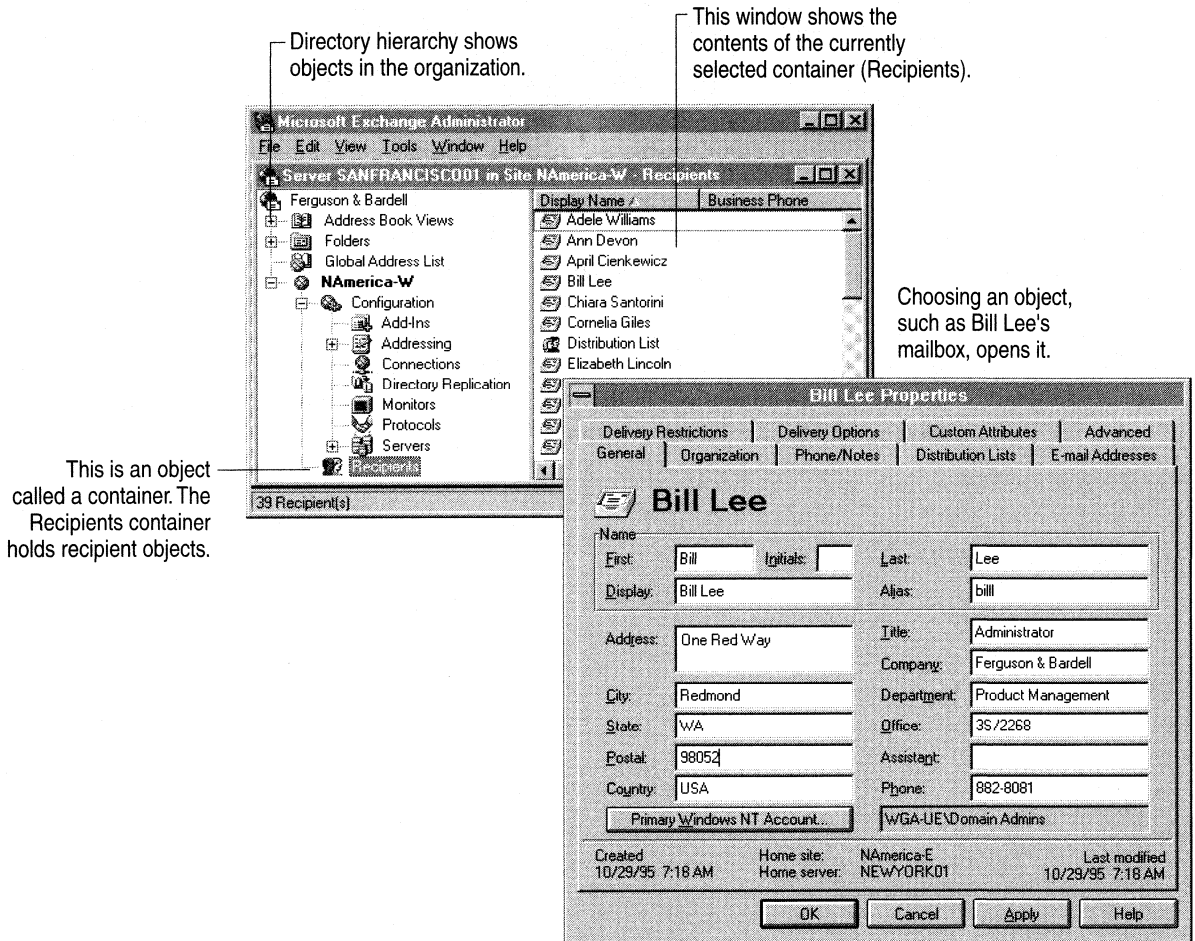 Directory hierarchy shows
objects in the organization.
This window shows the
contents of the currently
selected container (Recipients).
Microsoft Exchange Administrator
File Edit View Tools Window Help
Server SANFRANCISCO01 in Site NAmerica-W - Recipients
Ferguson & Bardell
Address Book Views
Folders
Global Address List
NAmerica-W
Configuration
Add-Ins
Addressing
Connections
Directory Replication
Monitors
Protocols
Servers
Recipients
Display Name Business Phone
Adele Williams
Ann Devon
April Cienkewicz
Bill Lee
Chiara Santorini
Cornelia Giles
Distribution List
Elizabeth Lincoln
39 Recipient(s)
This is an object
called a container. The
Recipients container
holds recipient objects.
Choosing an object,
such as Bill Lee's
mailbox, opens it.
Bill Lee Properties
Delivery Restrictions Delivery Options Custom Attributes Advanced
General Organization Phone/Notes Distribution Lists E-mail Addresses
Bill Lee
Name
First: Bill Initials: Last: Lee
Display: Bill Lee Alias: billl
Address: One Red Way Title: Administrator
Company: Ferguson & Bardell
City: Redmond Department: Product Management
State: WA Office: 3S/2268
Postal: 98052 Assistant:
Country: USA Phone: 882-8081
Primary Windows NT Account... WGA-UE\Domain Admins
Created Home site: NAmerica-E Last modified
10/29/95 7:18 AM Home server: NEWYORK01 10/29/95 7:18 AM
OK Cancel Apply Help